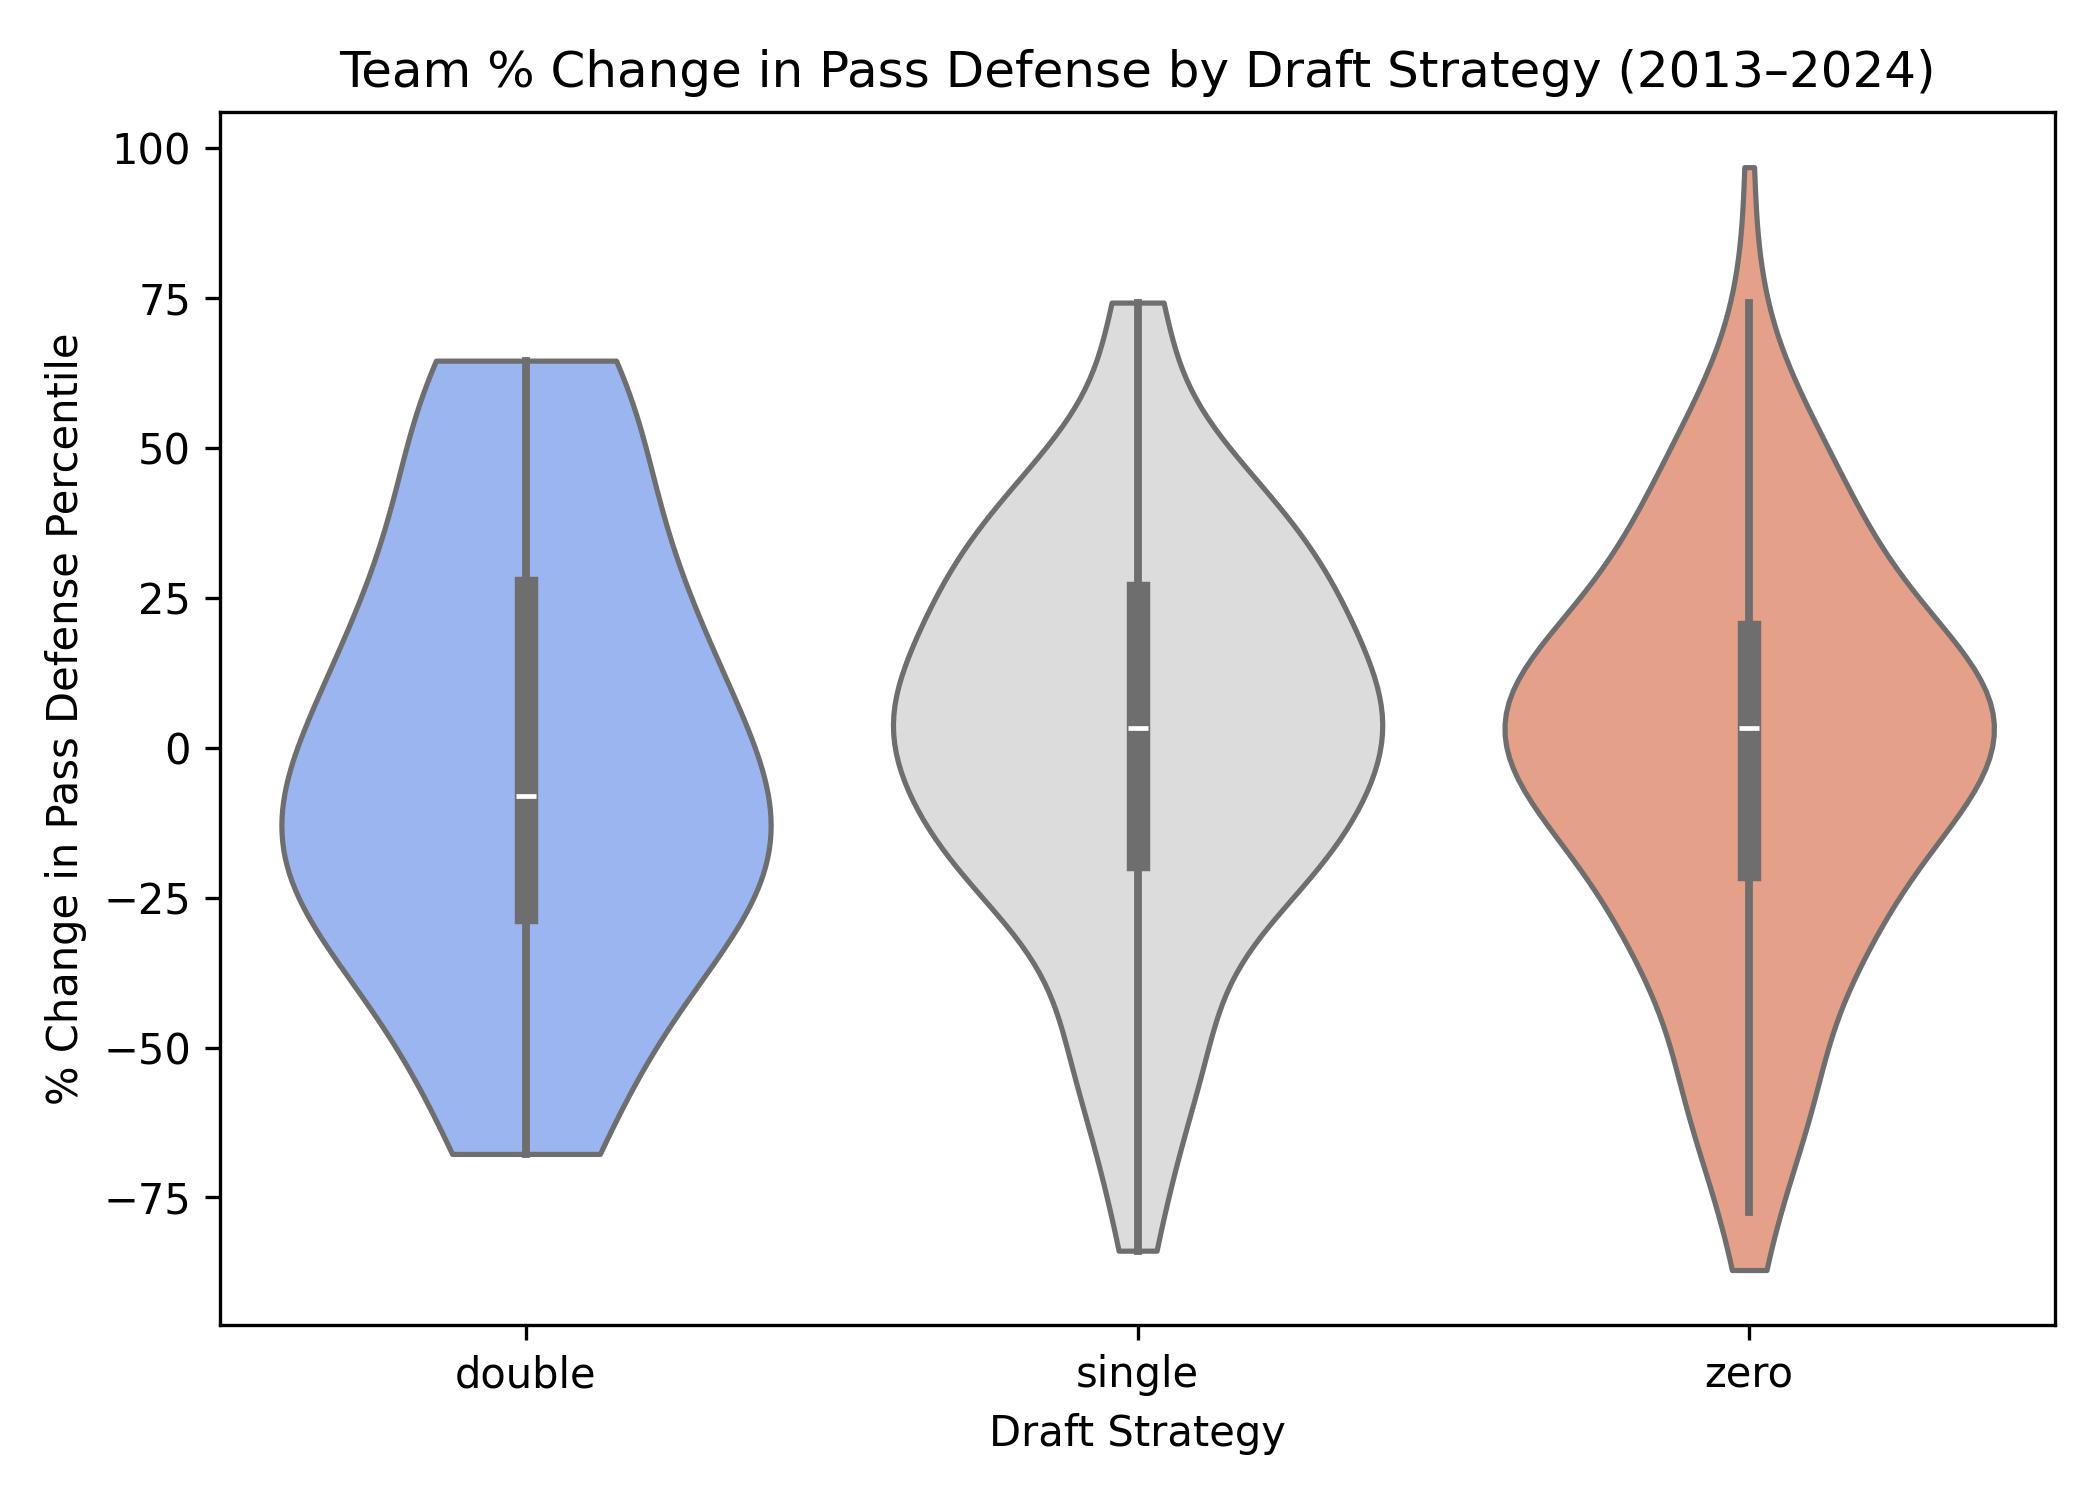 Team % Change in Pass Defense by Draft Strategy (2013–2024)
% Change in Pass Defense Percentile
100
75
50
25
0
−25
−50
−75
double
single
zero
Draft Strategy